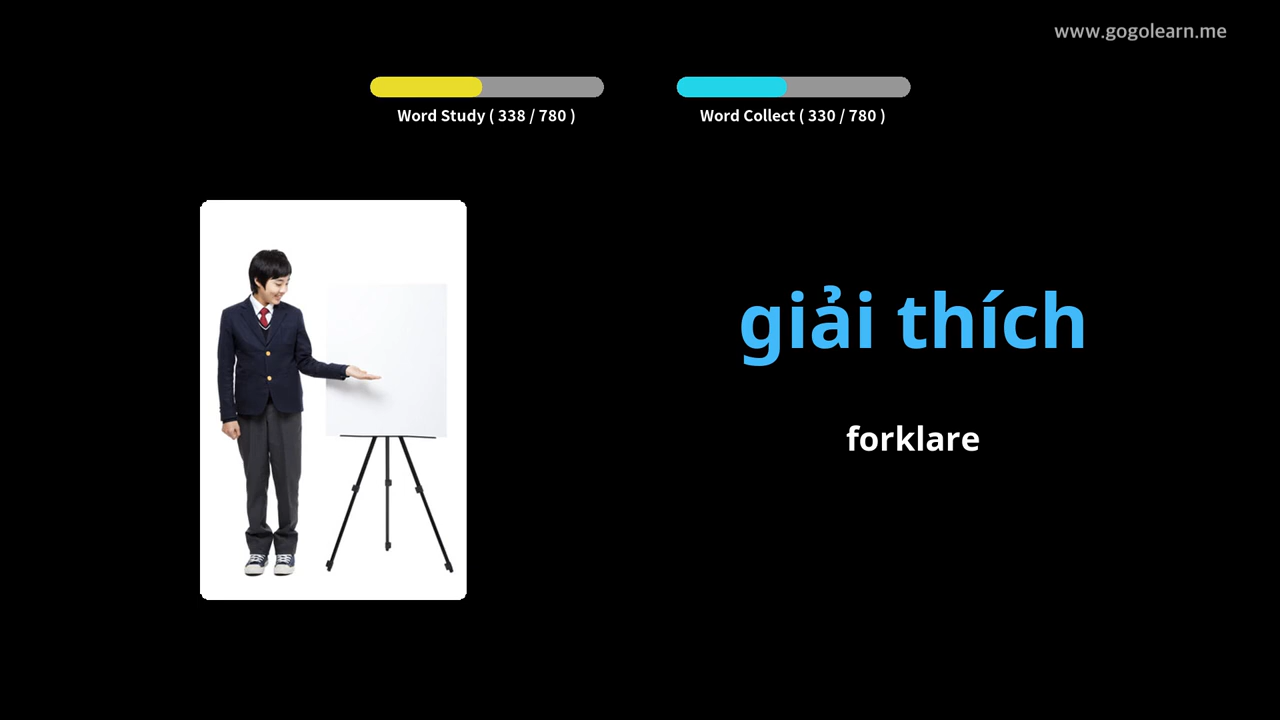 www.gogolearn.me
Word Study ( 338 / 780 )
Word Collect ( 330 / 780 )
giải thích
forklare